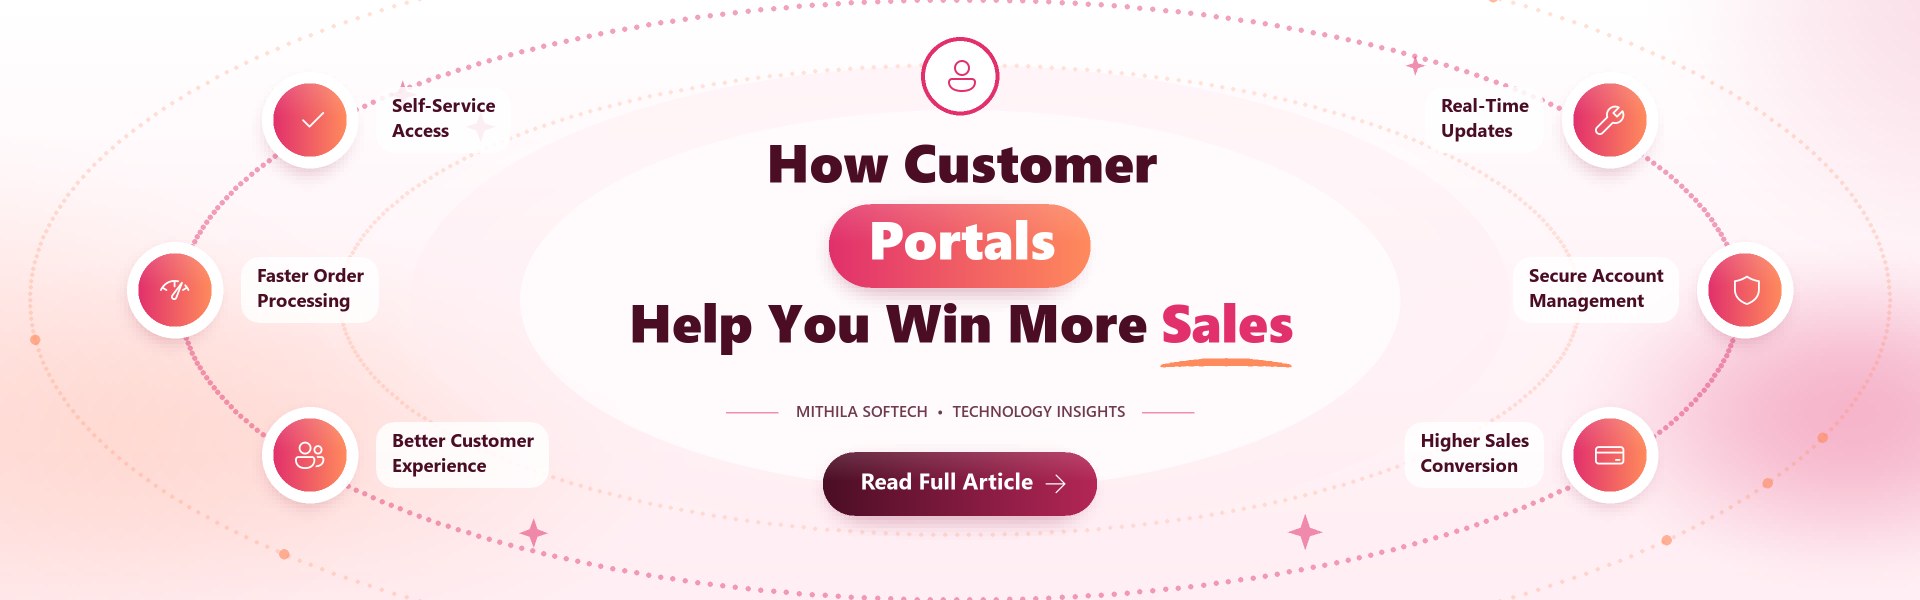 How Customer
Portals
Help You Win More Sales
MITHILA SOFTECH • TECHNOLOGY INSIGHTS
Read Full Article →
Self-Service
Access
Faster Order
Processing
Better Customer
Experience
Real-Time
Updates
Secure Account
Management
Higher Sales
Conversion